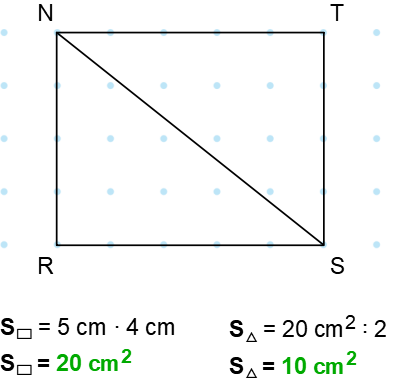 N T
R S
S▭ = 5 cm · 4 cm
S▭ = 20 cm²
S△ = 20 cm² : 2
S△ = 10 cm²